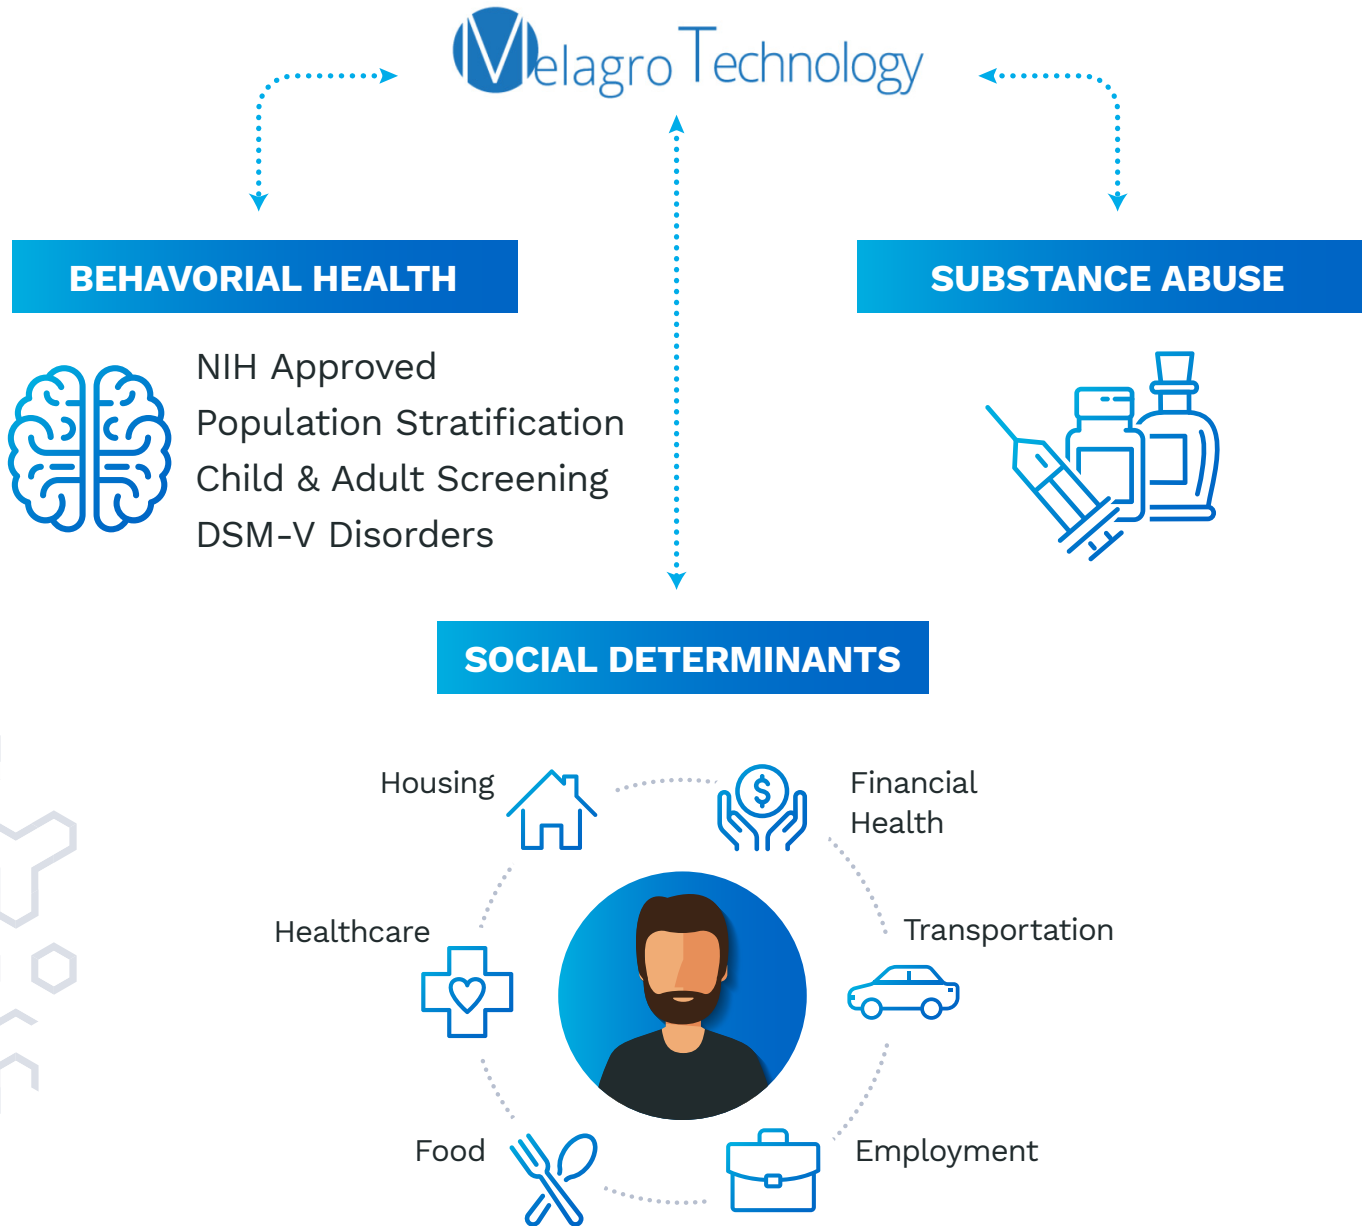 Melagro Technology
BEHAVORIAL HEALTH
NIH Approved
Population Stratification
Child & Adult Screening
DSM-V Disorders
SUBSTANCE ABUSE
SOCIAL DETERMINANTS
Housing
Financial
Health
Healthcare
Transportation
Food
Employment